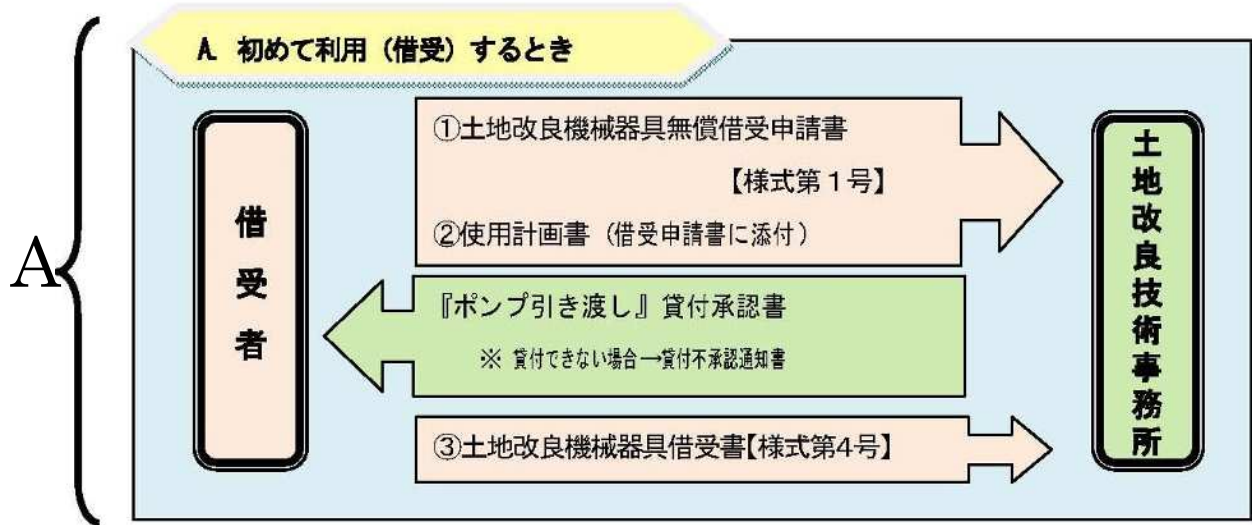 A
A 初めて利用（借受）するとき
借受者
①土地改良機械器具無償借受申請書
【様式第１号】
②使用計画書（借受申請書に添付）
『ポンプ引き渡し』貸付承認書
※ 貸付できない場合→貸付不承認通知書
③土地改良機械器具借受書【様式第4号】
土地改良技術事務所